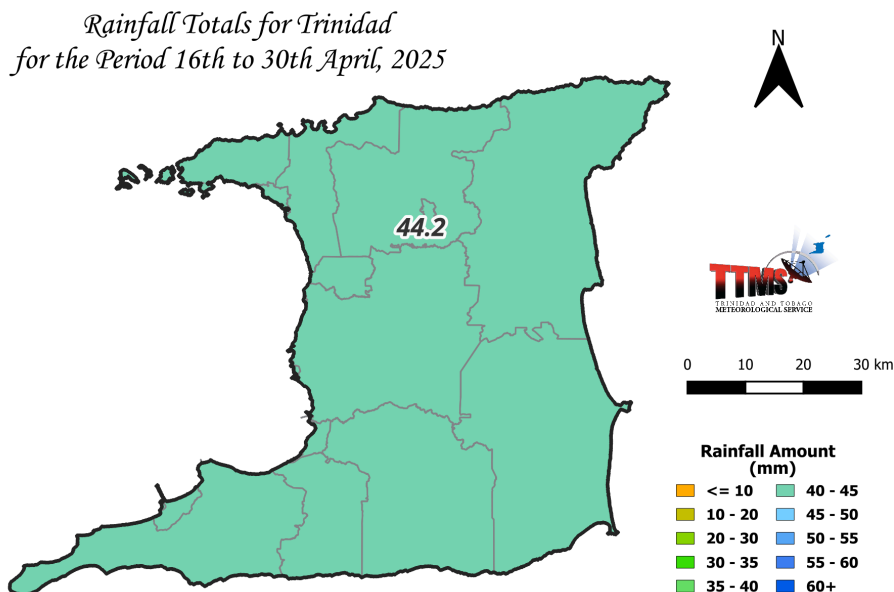 Rainfall Totals for Trinidad
for the Period 16th to 30th April, 2025
N
44.2
TTMS
TRINIDAD AND TOBAGO
METEOROLOGICAL SERVICE
0 10 20 30 km
Rainfall Amount
(mm)
<= 10 40 - 45
10 - 20 45 - 50
20 - 30 50 - 55
30 - 35 55 - 60
35 - 40 60+